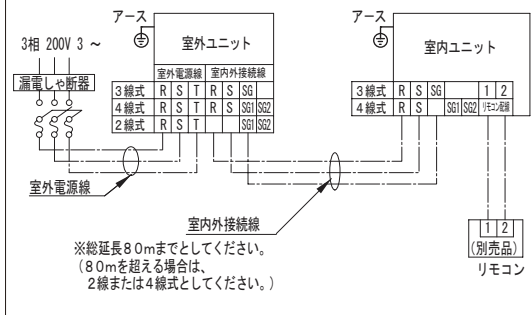 アース
3相 200V 3 ~
漏電しゃ断器
室外ユニット
室外電源線 室内外接続線
3線式 R S T R S SG
4線式 R S T R S SG1 SG2
2線式 R S T SG1 SG2
室外電源線
室内外接続線
※総延長80mまでとしてください。
(80mを超える場合は、
2線または4線式としてください。)
アース
室内ユニット
3線式 R S SG 1 2
4線式 R S SG1 SG2 リモコン配線
1 2
(別売品)
リモコン